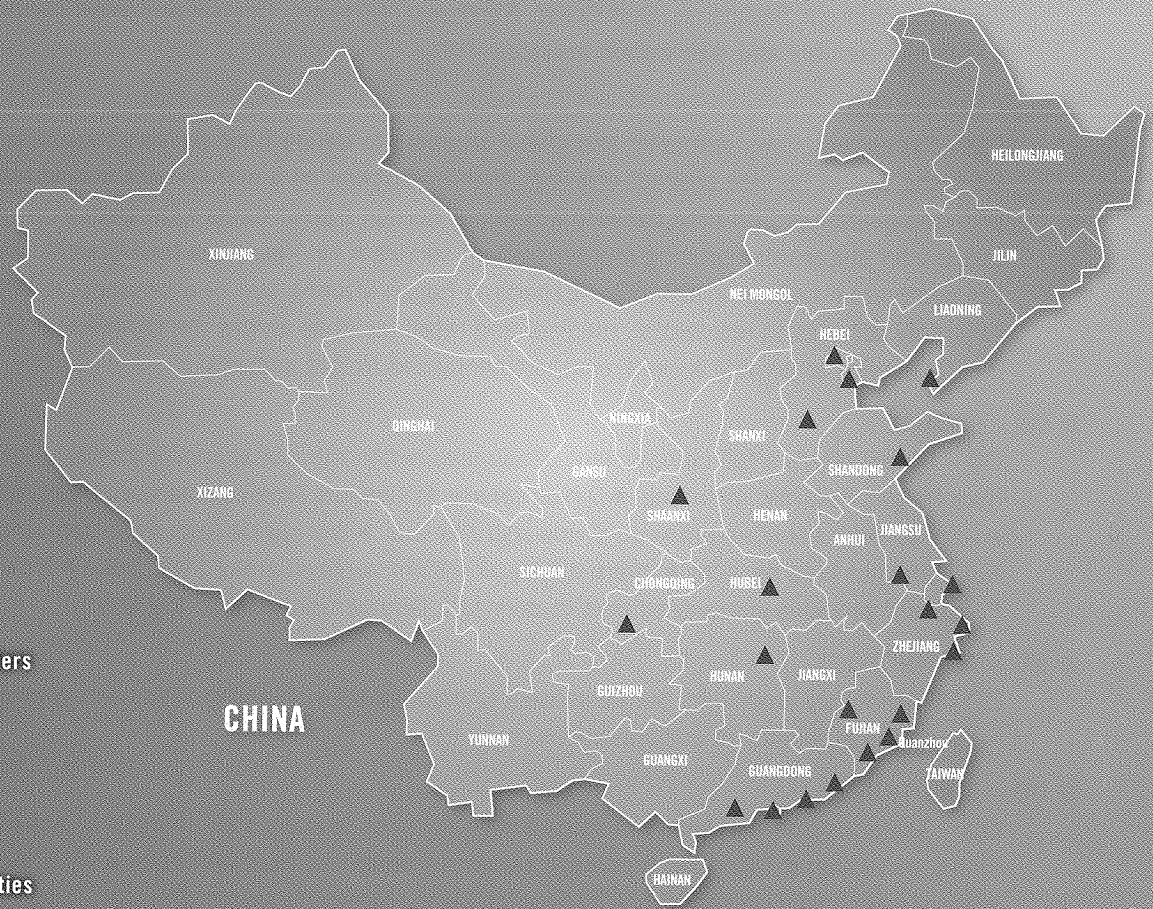 HEILONGJIANG
XINJIANG
JILIN
NEI MONGOL
LIAONING
HEBEI
NINGXIA
QINGHAI
SHANXI
GANSU
SHANDONG
XIZANG
SHAANXI
HENAN
JIANGSU
ANHUI
SICHUAN
CHONGQING
HUBEI
ZHEJIANG
ers
HUNAN
JIANGXI
GUIZHOU
CHINA
FUJIAN
YUNNAN
Quanzhou
GUANGXI
GUANGDONG
TAIWAN
HAINAN
ties